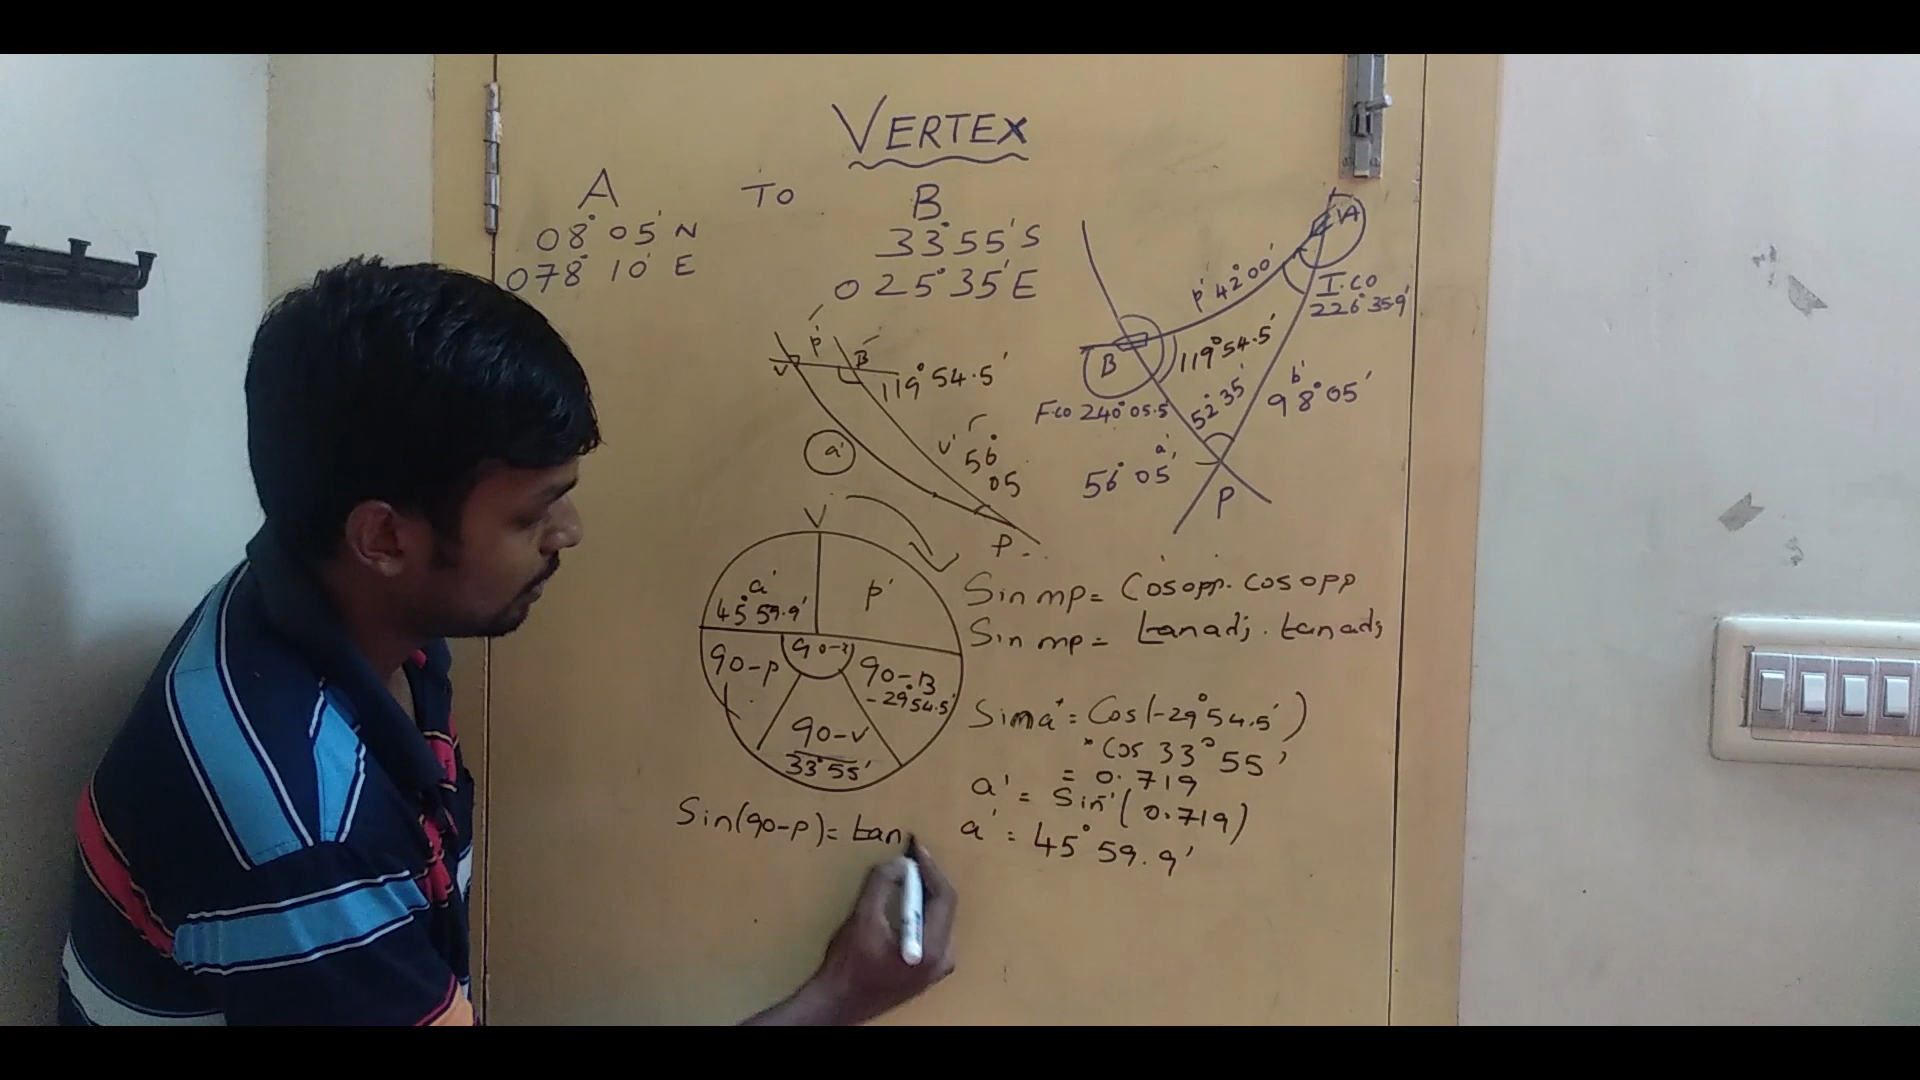 VERTEX
A TO B
08° 05' N 33° 55' S
078° 10' E 025° 35' E
A
p' 42° 00'
I.co
226° 35.9'
B
119° 54.5'
F.co 240° 05.5
52° 35'
b'
98° 05'
a'
56° 05'
P
V
p'
B
119° 54.5'
a'
v'
56°
05
P
V
a'
45° 59.9'
p'
90-p
90-B
-29° 54.5'
90-v
33° 55'
Sin mp = Cos opp. cos opp
Sin mp = tan adj . tan adj
Sin a' = Cos(-29° 54.5')
* Cos 33° 55'
= 0.719
a' = Sin⁻¹(0.719)
a' = 45° 59.9'
Sin(90-p) = tan